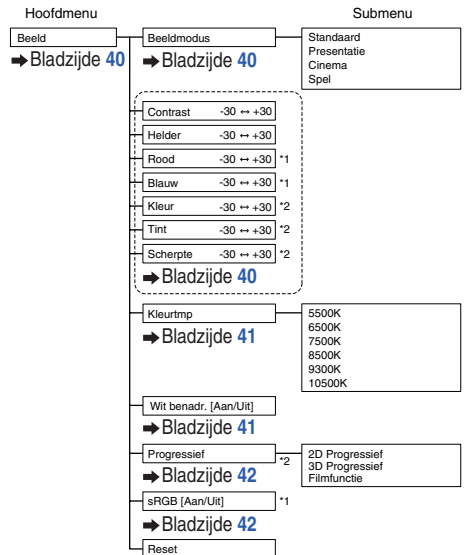 Hoofdmenu Submenu
Beeld Beeldmodus Standaard
➡Bladzijde 40 ➡Bladzijde 40 Presentatie
Cinema
Spel
Contrast -30 ↔ +30
Helder -30 ↔ +30
Rood -30 ↔ +30 *1
Blauw -30 ↔ +30 *1
Kleur -30 ↔ +30 *2
Tint -30 ↔ +30 *2
Scherpte -30 ↔ +30 *2
➡Bladzijde 40
Kleurtmp 5500K
➡Bladzijde 41 6500K
7500K
8500K
9300K
10500K
Wit benadr. [Aan/Uit]
➡Bladzijde 41
Progressief *2 2D Progressief
➡Bladzijde 42 3D Progressief
Filmfunctie
sRGB [Aan/Uit] *1
➡Bladzijde 42
Reset